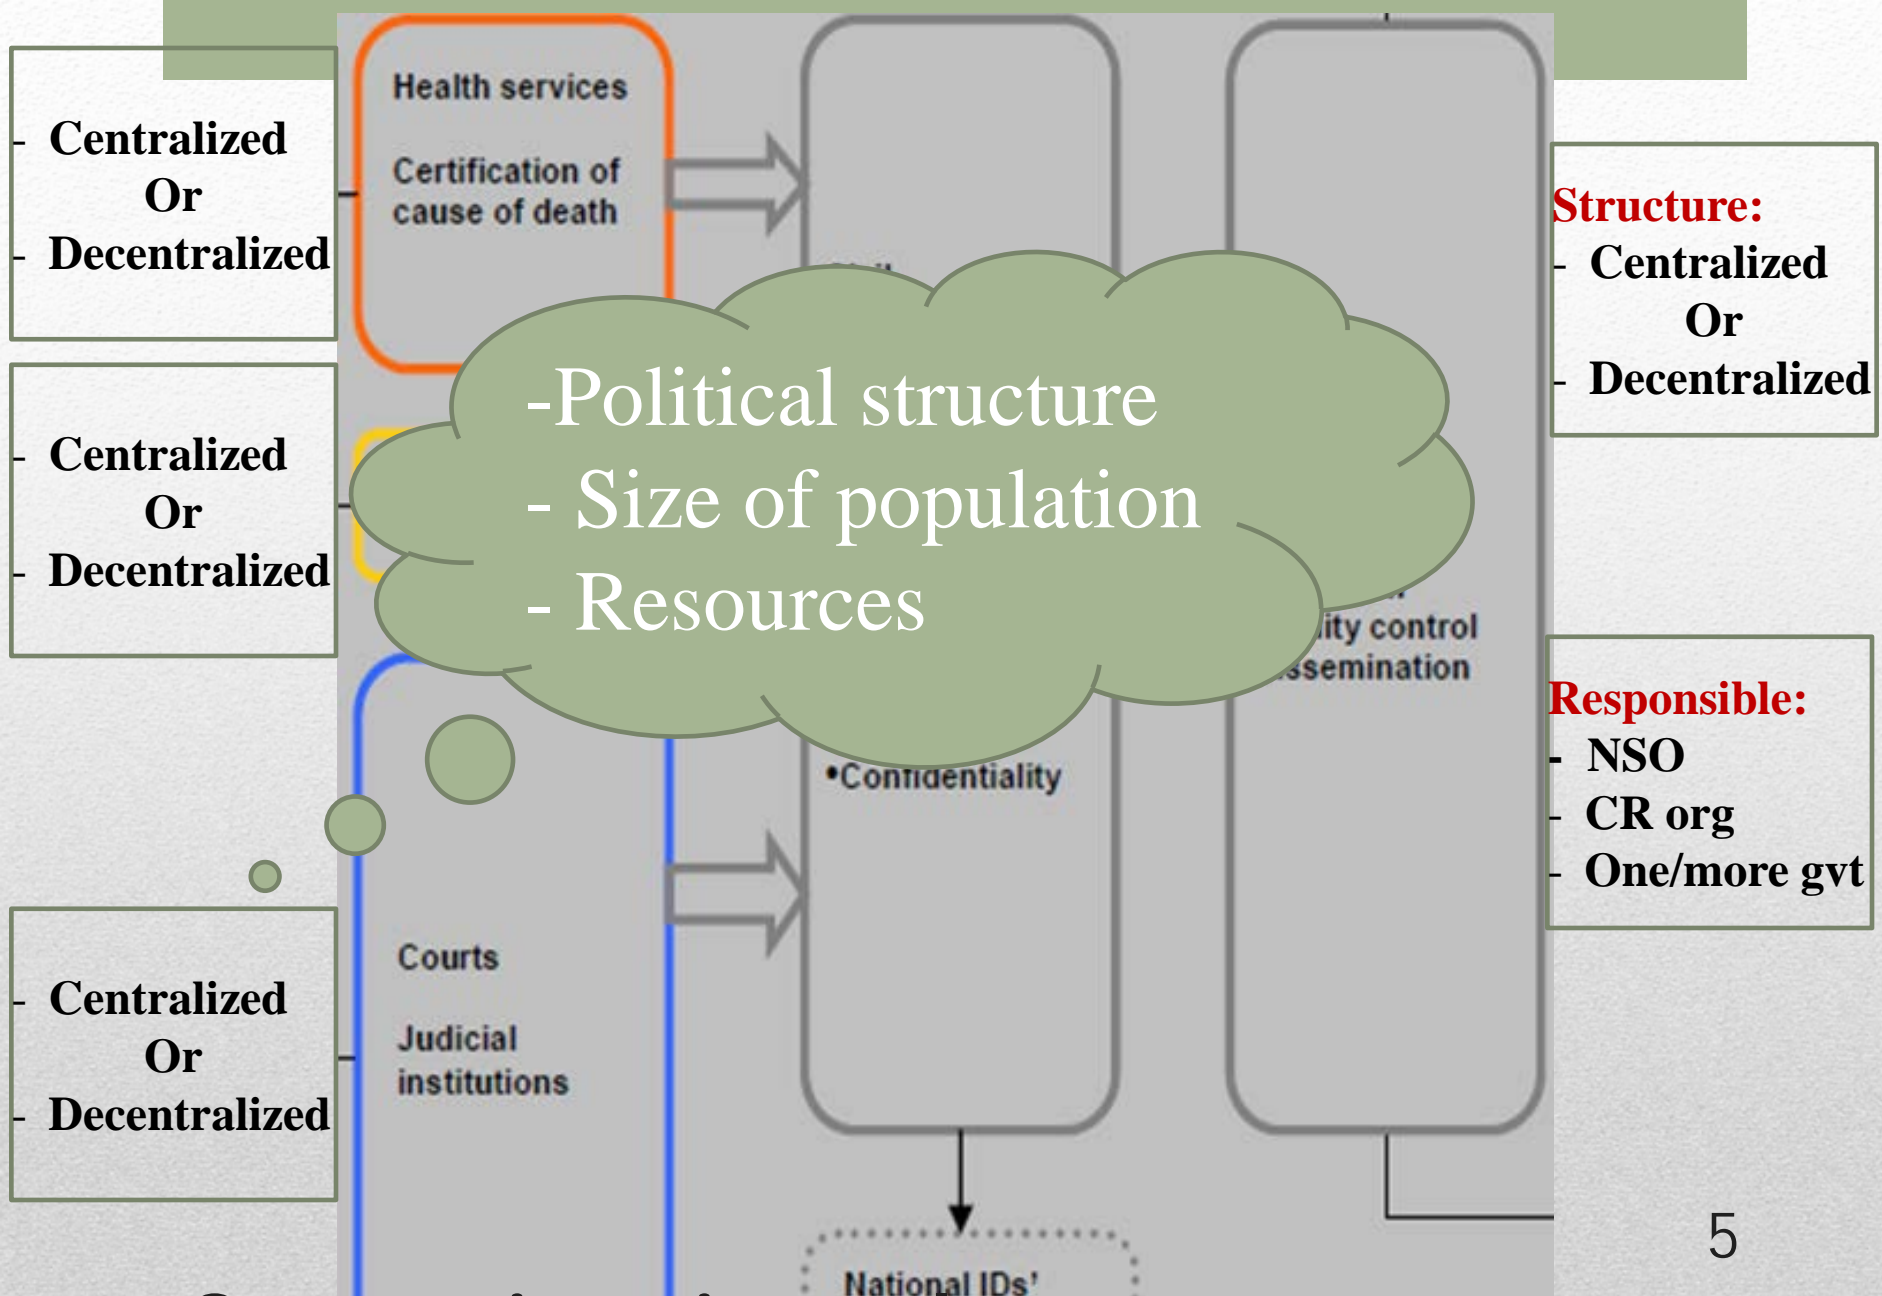 - Centralized
Or
- Decentralized
- Centralized
Or
- Decentralized
- Centralized
Or
- Decentralized
Health services
Certification of
cause of death
Courts
Judicial
institutions
-Political structure
- Size of population
- Resources
•Confidentiality
National IDs'
control
Structure:
- Centralized
Or
- Decentralized
Responsible:
- NSO
- CR org
- One/more gvt
5